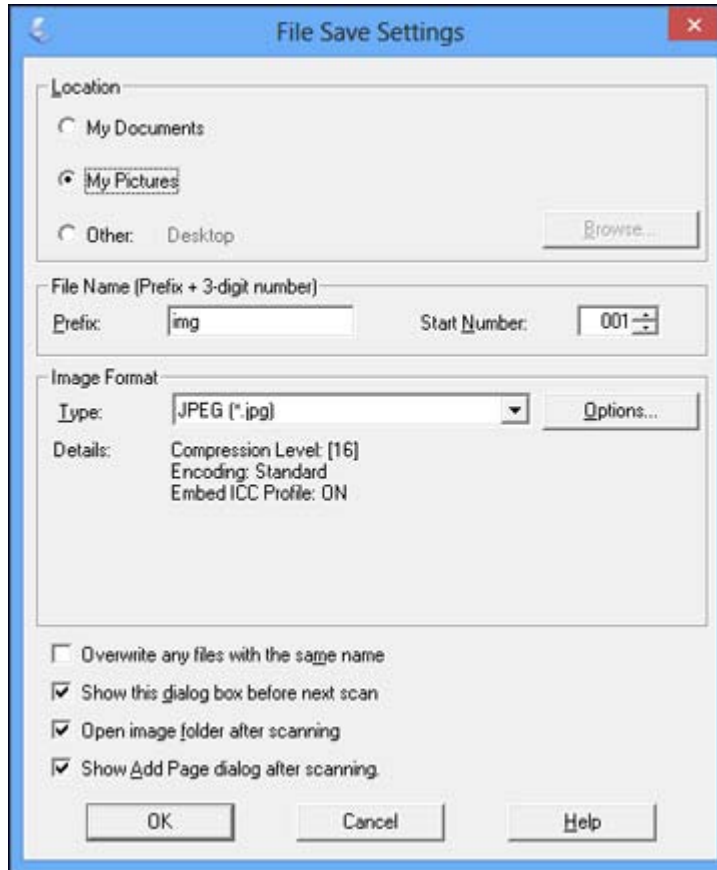 File Save Settings
Location
My Documents
My Pictures
Other: Desktop Browse...
File Name (Prefix + 3-digit number)
Prefix: img Start Number: 001
Image Format
Type: JPEG (*.jpg) Options...
Details: Compression Level: [16]
Encoding: Standard
Embed ICC Profile: ON
Overwrite any files with the same name
Show this dialog box before next scan
Open image folder after scanning
Show Add Page dialog after scanning.
OK Cancel Help